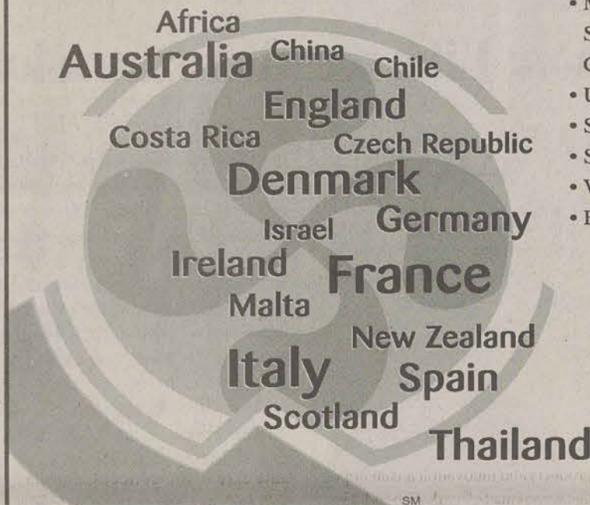 Africa
Australia China
Chile
England
Costa Rica
Czech Republic
Denmark
Israel Germany
Ireland
France
Malta
New Zealand
Italy
Spain
Scotland
Thailand
SM